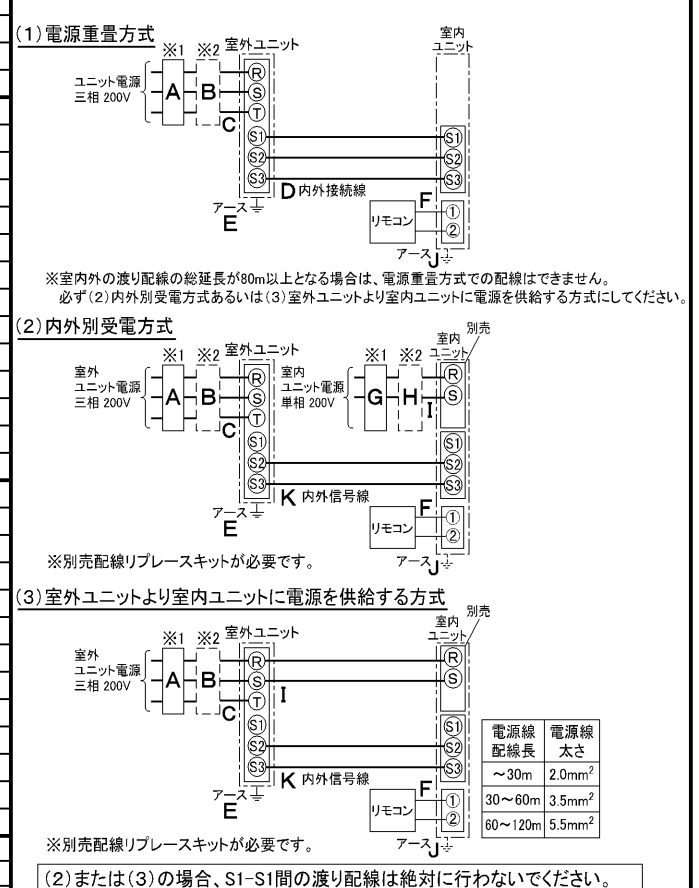 (1)電源重畳方式
※1 ※2 室外ユニット
室内
ユニット
ユニット電源
三相 200V
A B C
R
S
T
S1 S1
S2 S2
S3 S3
D 内外接続線
アース
E
F
リモコン
①
②
アース J
※室内外の渡り配線の総延長が80m以上となる場合は、電源重畳方式での配線はできません。
必ず(2)内外別受電方式あるいは(3)室外ユニットより室内ユニットに電源を供給する方式にしてください。
(2)内外別受電方式
※1 ※2 室外ユニット
※1 ※2
室内
ユニット
別売
室外
ユニット電源
三相 200V
A B C
R
S
T
室内
ユニット電源
単相 200V
G H I
R
S
S1 S1
S2 S2
S3 S3
K 内外信号線
アース
E
F
リモコン
①
②
アース J
※別売配線リプレースキットが必要です。
(3)室外ユニットより室内ユニットに電源を供給する方式
※1 ※2 室外ユニット
室内
ユニット
別売
室外
ユニット電源
三相 200V
A B C
R R
S S
T
I
S1 S1
S2 S2
S3 S3
K 内外信号線
アース
E
F
リモコン
①
②
アース J
電源線 電源線
配線長 太さ
～30m 2.0mm²
30～60m 3.5mm²
60～120m 5.5mm²
※別売配線リプレースキットが必要です。
(2)または(3)の場合、S1-S1間の渡り配線は絶対に行わないでください。